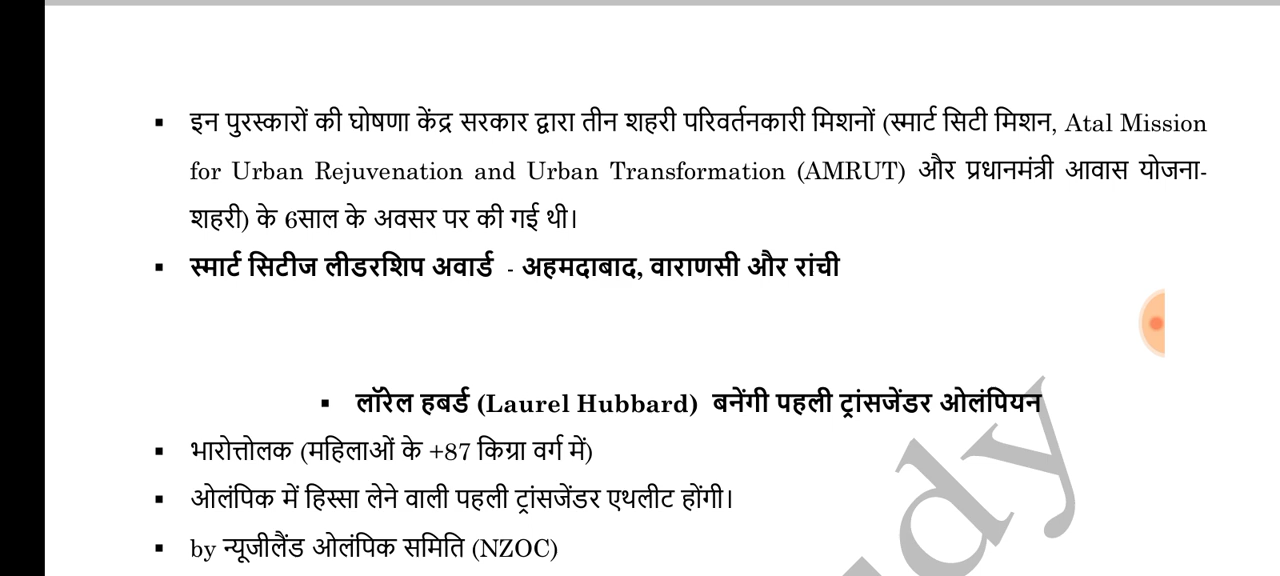 ▪ इन पुरस्कारों की घोषणा केंद्र सरकार द्वारा तीन शहरी परिवर्तनकारी मिशनों (स्मार्ट सिटी मिशन, Atal Mission
for Urban Rejuvenation and Urban Transformation (AMRUT) और प्रधानमंत्री आवास योजना-
शहरी) के 6साल के अवसर पर की गई थी।
▪ स्मार्ट सिटीज लीडरशिप अवार्ड - अहमदाबाद, वाराणसी और रांची
▪ लॉरेल हबर्ड (Laurel Hubbard) बनेंगी पहली ट्रांसजेंडर ओलंपियन
▪ भारोत्तोलक (महिलाओं के +87 किग्रा वर्ग में)
▪ ओलंपिक में हिस्सा लेने वाली पहली ट्रांसजेंडर एथलीट होंगी।
▪ by न्यूजीलैंड ओलंपिक समिति (NZOC)
dy